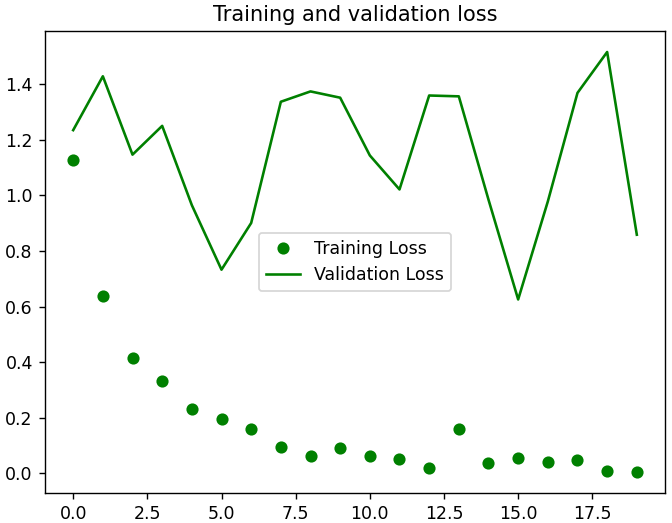 Training and validation loss
1.4
1.2
1.0
0.8
0.6
0.4
0.2
0.0
Training Loss
Validation Loss
0.0 2.5 5.0 7.5 10.0 12.5 15.0 17.5